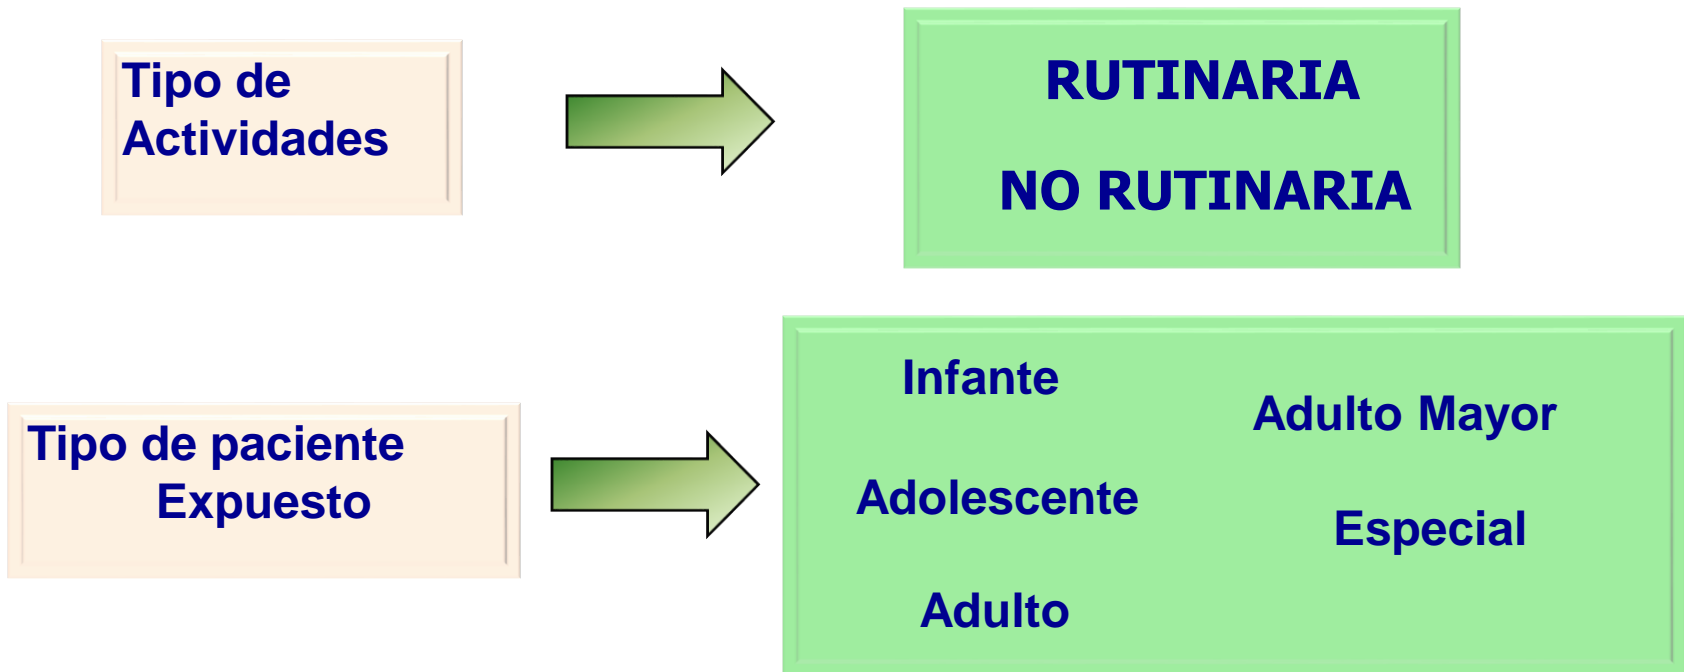 Tipo de
Actividades
RUTINARIA
NO RUTINARIA
Tipo de paciente
Expuesto
Infante
Adolescente
Adulto
Adulto Mayor
Especial